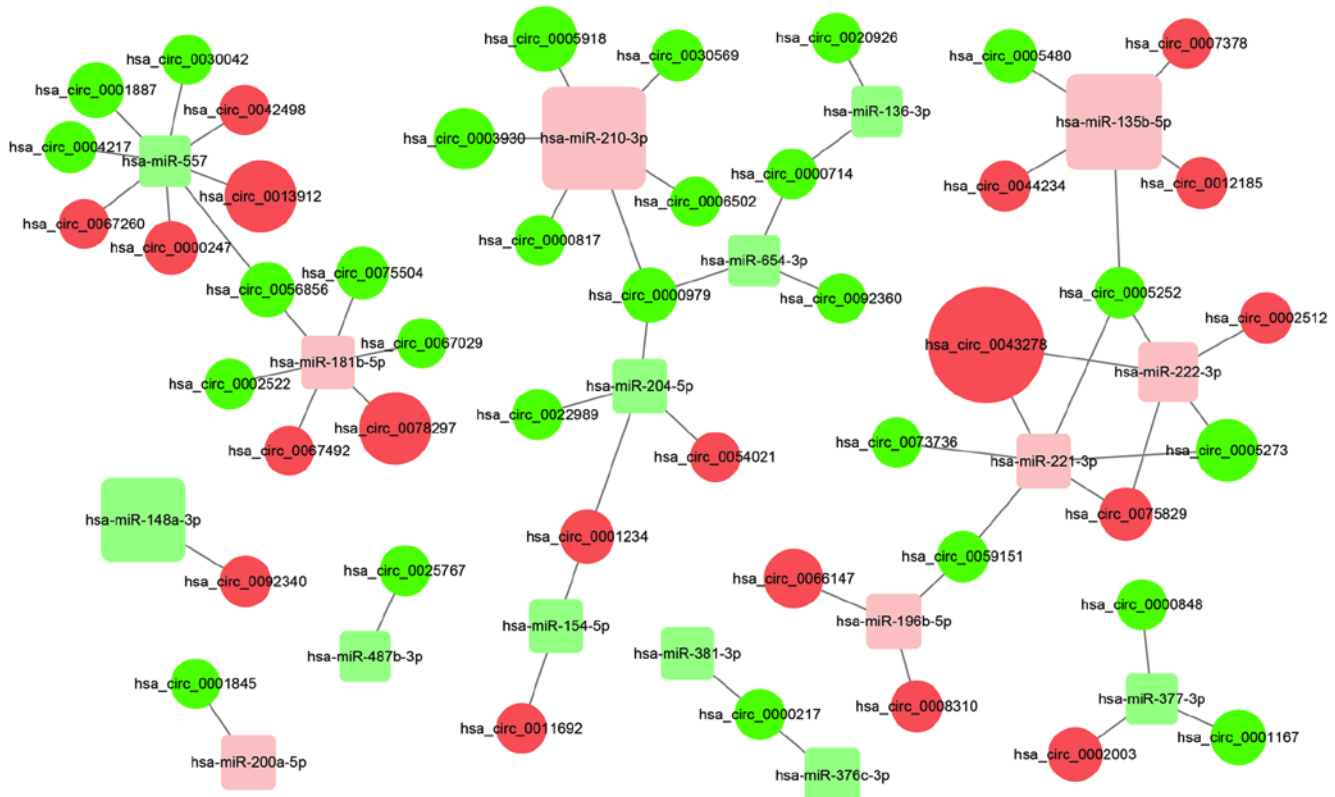 hsa_circ_0005918
hsa_circ_0020926
hsa_circ_0007378
hsa_circ_0030042
hsa_circ_0030569
hsa_circ_0005480
hsa_circ_0001887
hsa_circ_0042498
hsa-miR-136-3p
hsa-miR-135b-5p
hsa_circ_0003930
hsa-miR-210-3p
hsa_circ_0004217
hsa-miR-557
hsa_circ_0000714
hsa_circ_0044234
hsa_circ_0012185
hsa_circ_0013912
hsa_circ_0006502
hsa_circ_0067260
hsa_circ_0000247
hsa_circ_0000817
hsa-miR-654-3p
hsa_circ_0075504
hsa_circ_0056856
hsa_circ_0000979
hsa_circ_0092360
hsa_circ_0005252
hsa_circ_0002512
hsa_circ_0043278
hsa_circ_0067029
hsa-miR-181b-5p
hsa-miR-222-3p
hsa_circ_0002522
hsa-miR-204-5p
hsa_circ_0022989
hsa_circ_0078297
hsa_circ_0073736
hsa_circ_0067492
hsa_circ_0054021
hsa-miR-221-3p
hsa_circ_0005273
hsa-miR-148a-3p
hsa_circ_0075829
hsa_circ_0001234
hsa_circ_0059151
hsa_circ_0025767
hsa_circ_0092340
hsa_circ_0066147
hsa_circ_0000848
hsa-miR-154-5p
hsa-miR-196b-5p
hsa-miR-487b-3p
hsa-miR-381-3p
hsa_circ_0001845
hsa-miR-377-3p
hsa_circ_0008310
hsa_circ_0000217
hsa_circ_0011692
hsa_circ_0001167
hsa_circ_0002003
hsa-miR-200a-5p
hsa-miR-376c-3p